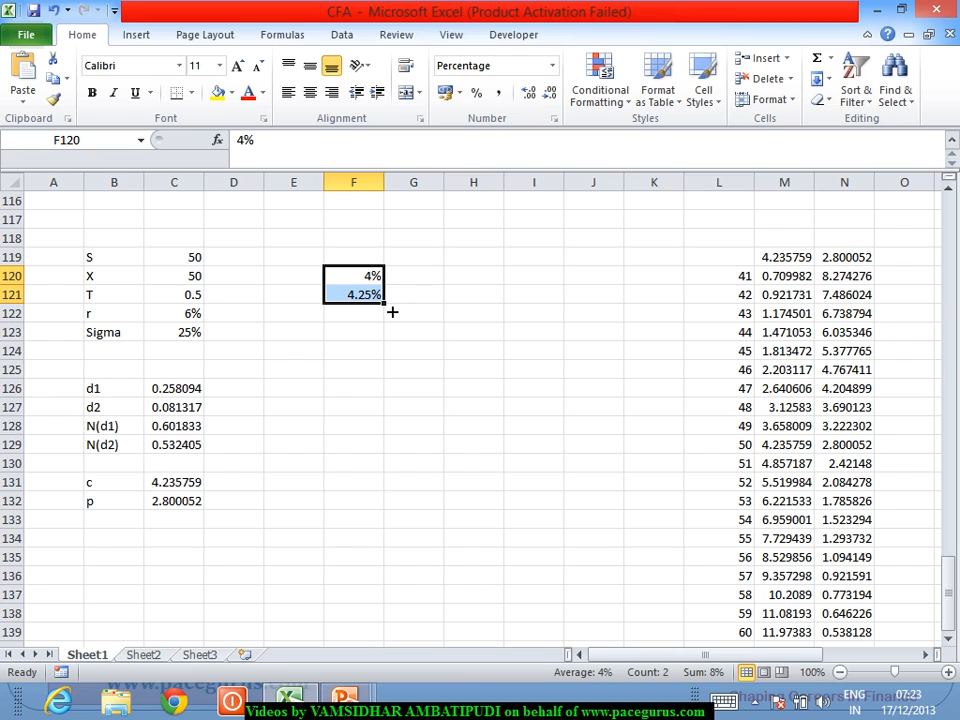 CFA - Microsoft Excel (Product Activation Failed)
File Home Insert Page Layout Formulas Data Review View Developer
Paste
Calibri 11
B I U A
Percentage
% ,
Conditional Formatting
Format as Table
Cell Styles
Insert
Delete
Format
Σ
Sort & Filter
Find & Select
Clipboard Font Alignment Number Styles Cells Editing
F120 fx 4%
A B C D E F G H I J K L M N O
116
117
118
119 S 50 4.235759 2.800052
120 X 50 4% 41 0.709982 8.274276
121 T 0.5 4.25% 42 0.921731 7.486024
122 r 6% 43 1.174501 6.738794
123 Sigma 25% 44 1.471053 6.035346
124 45 1.813472 5.377765
125 46 2.203117 4.767411
126 d1 0.258094 47 2.640606 4.204899
127 d2 0.081317 48 3.12583 3.690123
128 N(d1) 0.601833 49 3.658009 3.222302
129 N(d2) 0.532405 50 4.235759 2.800052
130 51 4.857187 2.42148
131 c 4.235759 52 5.519984 2.084278
132 p 2.800052 53 6.221533 1.785826
133 54 6.959001 1.523294
134 55 7.729439 1.293732
135 56 8.529856 1.094149
136 57 9.357298 0.921591
137 58 10.2089 0.773194
138 59 11.08193 0.646226
139 60 11.97383 0.538128
Sheet1 Sheet2 Sheet3
Ready Average: 4% Count: 2 Sum: 8% 100%
www.pacegurus.com
ENG 07:23
IN 17/12/2013
Videos by VAMSIDHAR AMBATIPUDI on behalf of www.pacegurus.com